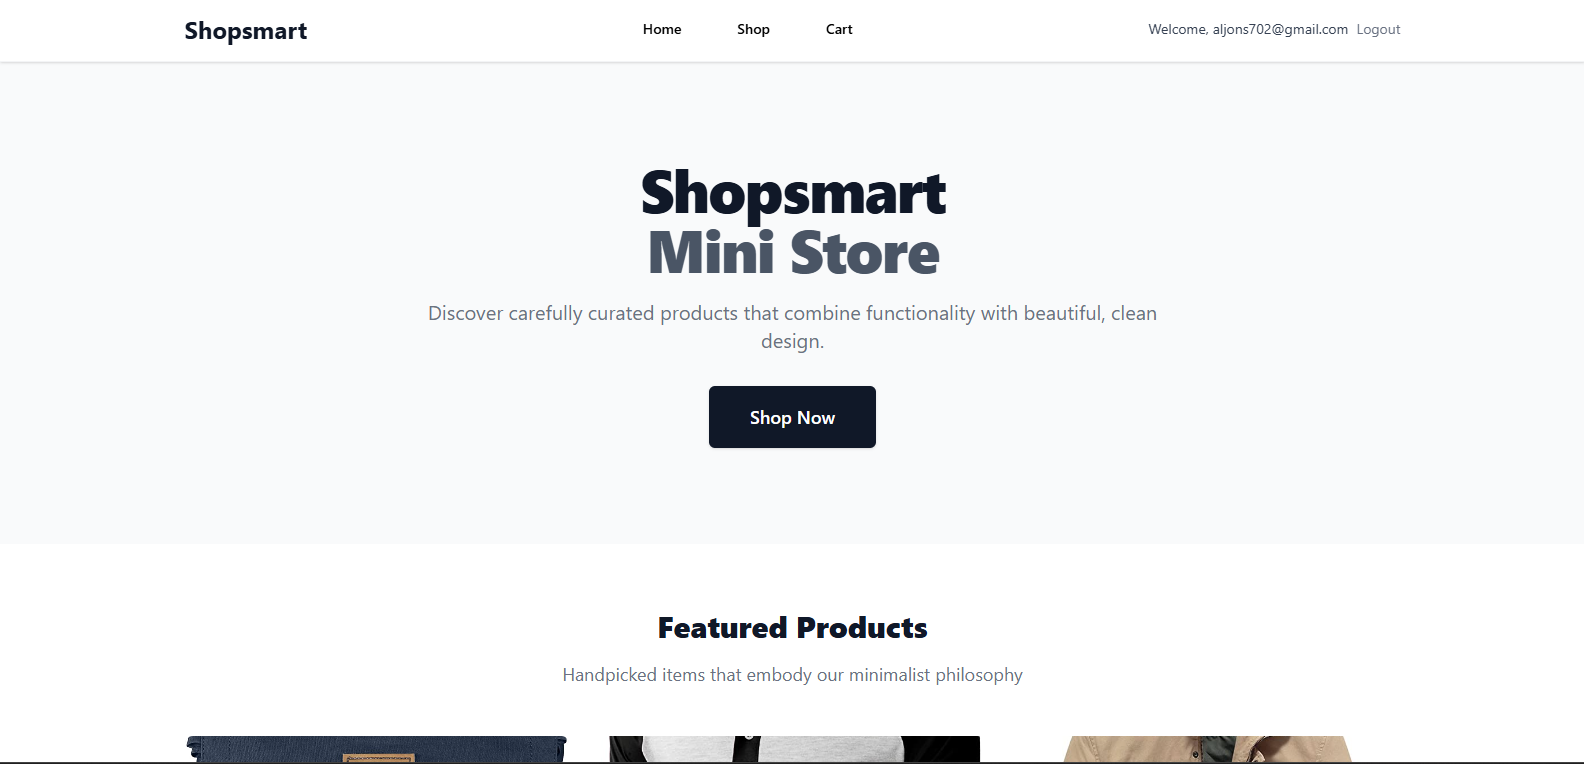 Shopsmart
Home Shop Cart
Welcome, aljons702@gmail.com Logout
Shopsmart
Mini Store
Discover carefully curated products that combine functionality with beautiful, clean
design.
Shop Now
Featured Products
Handpicked items that embody our minimalist philosophy